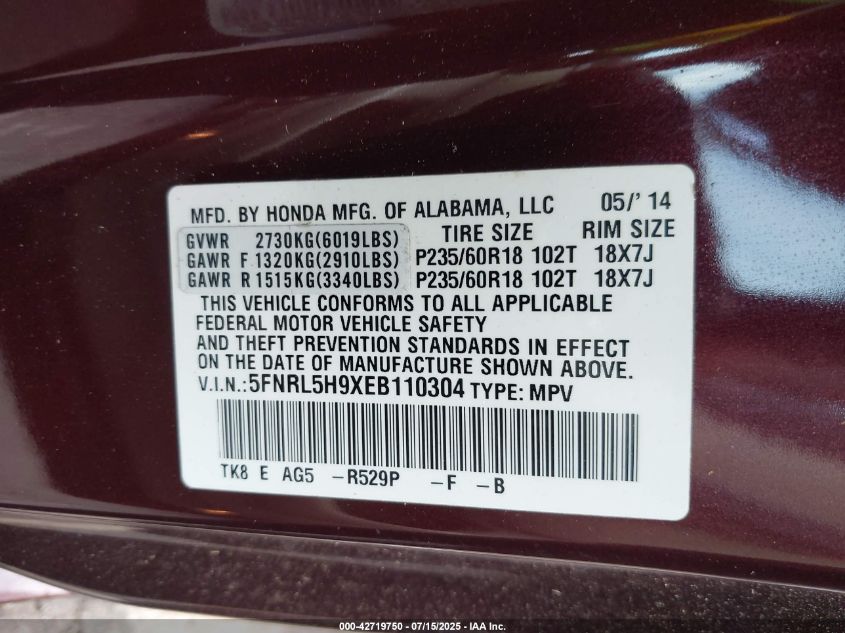 MFD. BY HONDA MFG. OF ALABAMA, LLC 05/' 14
GVWR 2730KG(6019LBS) TIRE SIZE RIM SIZE
GAWR F 1320KG(2910LBS) P235/60R18 102T 18X7J
GAWR R 1515KG(3340LBS) P235/60R18 102T 18X7J
THIS VEHICLE CONFORMS TO ALL APPLICABLE
FEDERAL MOTOR VEHICLE SAFETY
AND THEFT PREVENTION STANDARDS IN EFFECT
ON THE DATE OF MANUFACTURE SHOWN ABOVE.
V.I.N.: 5FNRL5H9XEB110304 TYPE: MPV
TK8 E AG5 -R529P -F -B
000-42719750 - 07/15/2025 - IAA Inc.